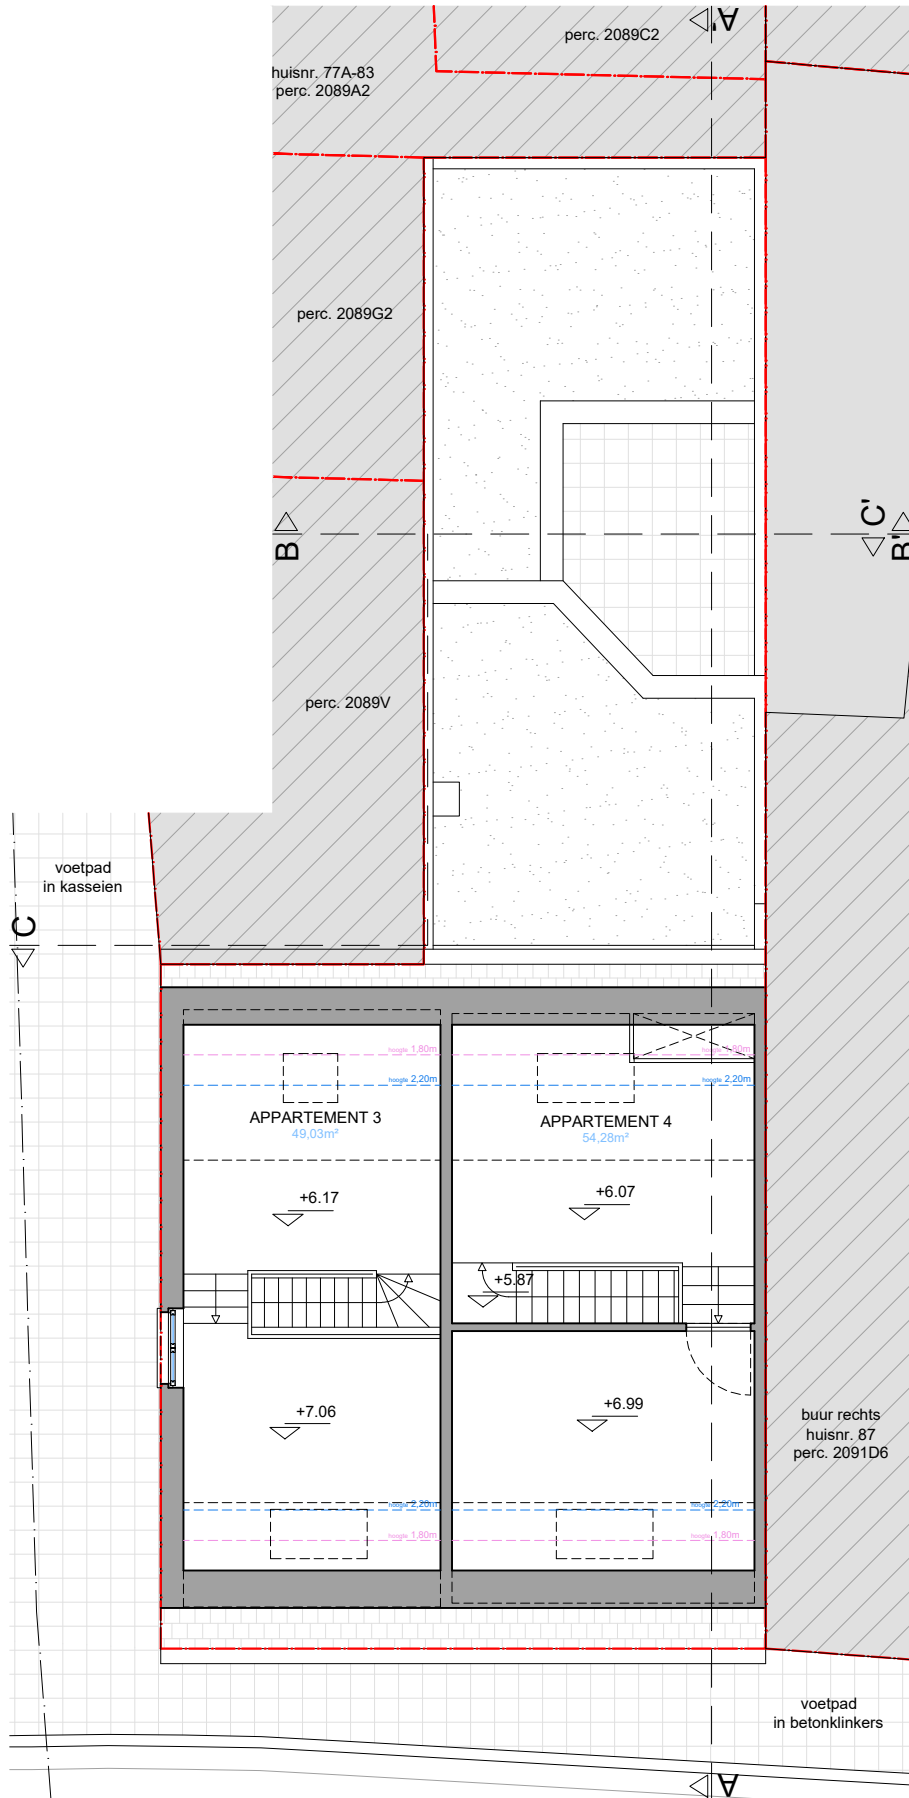 A'
perc. 2089C2
huisnr. 77A-83
perc. 2089A2
perc. 2089G2
B
C'
B'
perc. 2089V
voetpad
in kasseien
C
hoogte 1,80m
hoogte 1,80m
hoogte 2,20m
hoogte 2,20m
APPARTEMENT 3
49,03m²
APPARTEMENT 4
54,28m²
+6.17
+6.07
+5.87
+7.06
+6.99
buur rechts
huisnr. 87
perc. 2091D6
hoogte 2,20m
hoogte 2,20m
hoogte 1,80m
hoogte 1,80m
voetpad
in betonklinkers
A